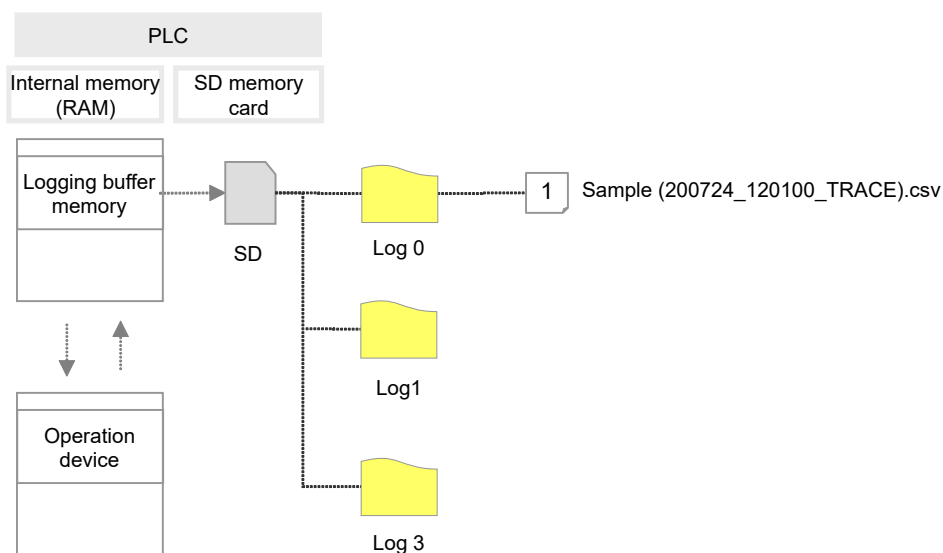 PLC
Internal memory
(RAM)
SD memory
card
Logging buffer
memory
SD
Log 0
1
Sample (200724_120100_TRACE).csv
Log1
Operation
device
Log 3